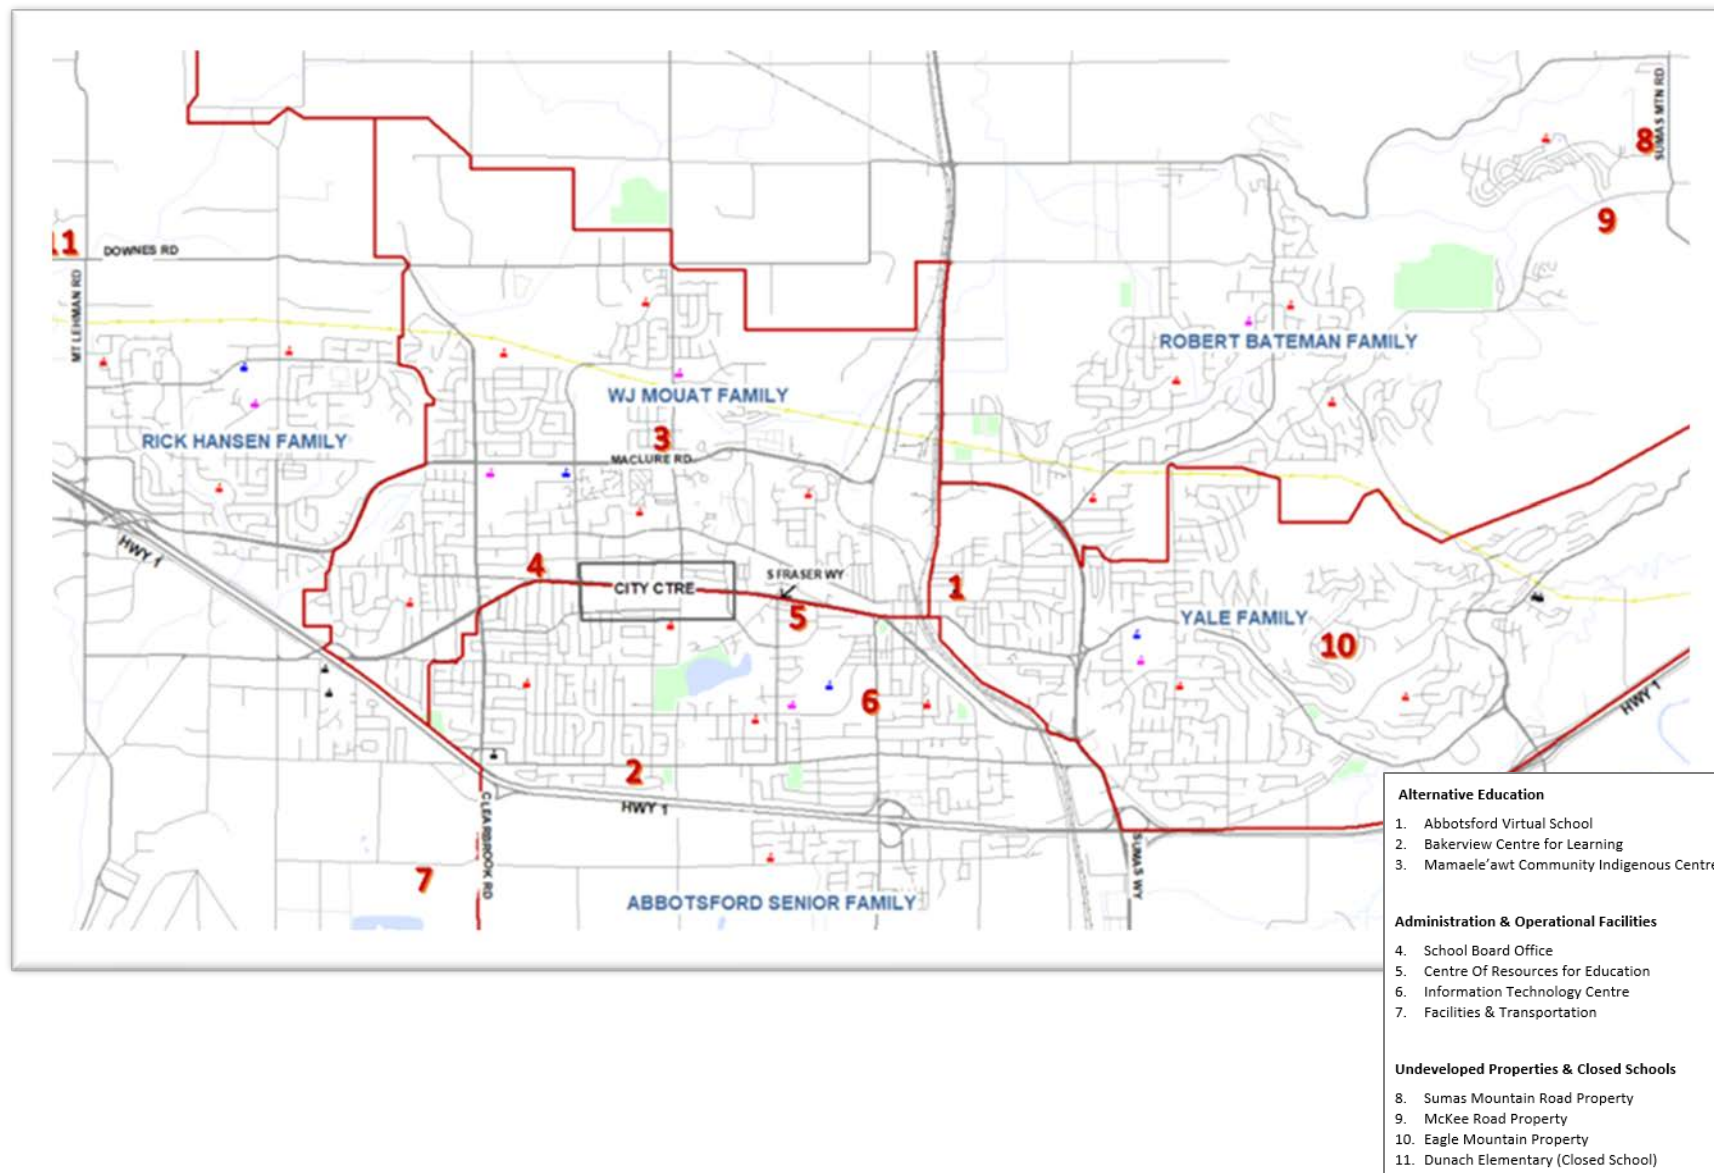 SUMAS MTN RD
8
9
11
DOWNES RD
MT LEHMAN RD
ROBERT BATEMAN FAMILY
WJ MOUAT FAMILY
3
MACLURE RD
RICK HANSEN FAMILY
HWY 1
4
CITY CTRE
S FRASER WY
5
1
YALE FAMILY
10
6
2
HWY 1
HWY 1
CLEARBROOK RD
7
SUMAS WY
ABBOTSFORD SENIOR FAMILY
Alternative Education
1. Abbotsford Virtual School
2. Bakerview Centre for Learning
3. Mamaele'awt Community Indigenous Centre
Administration & Operational Facilities
4. School Board Office
5. Centre Of Resources for Education
6. Information Technology Centre
7. Facilities & Transportation
Undeveloped Properties & Closed Schools
8. Sumas Mountain Road Property
9. McKee Road Property
10. Eagle Mountain Property
11. Dunach Elementary (Closed School)